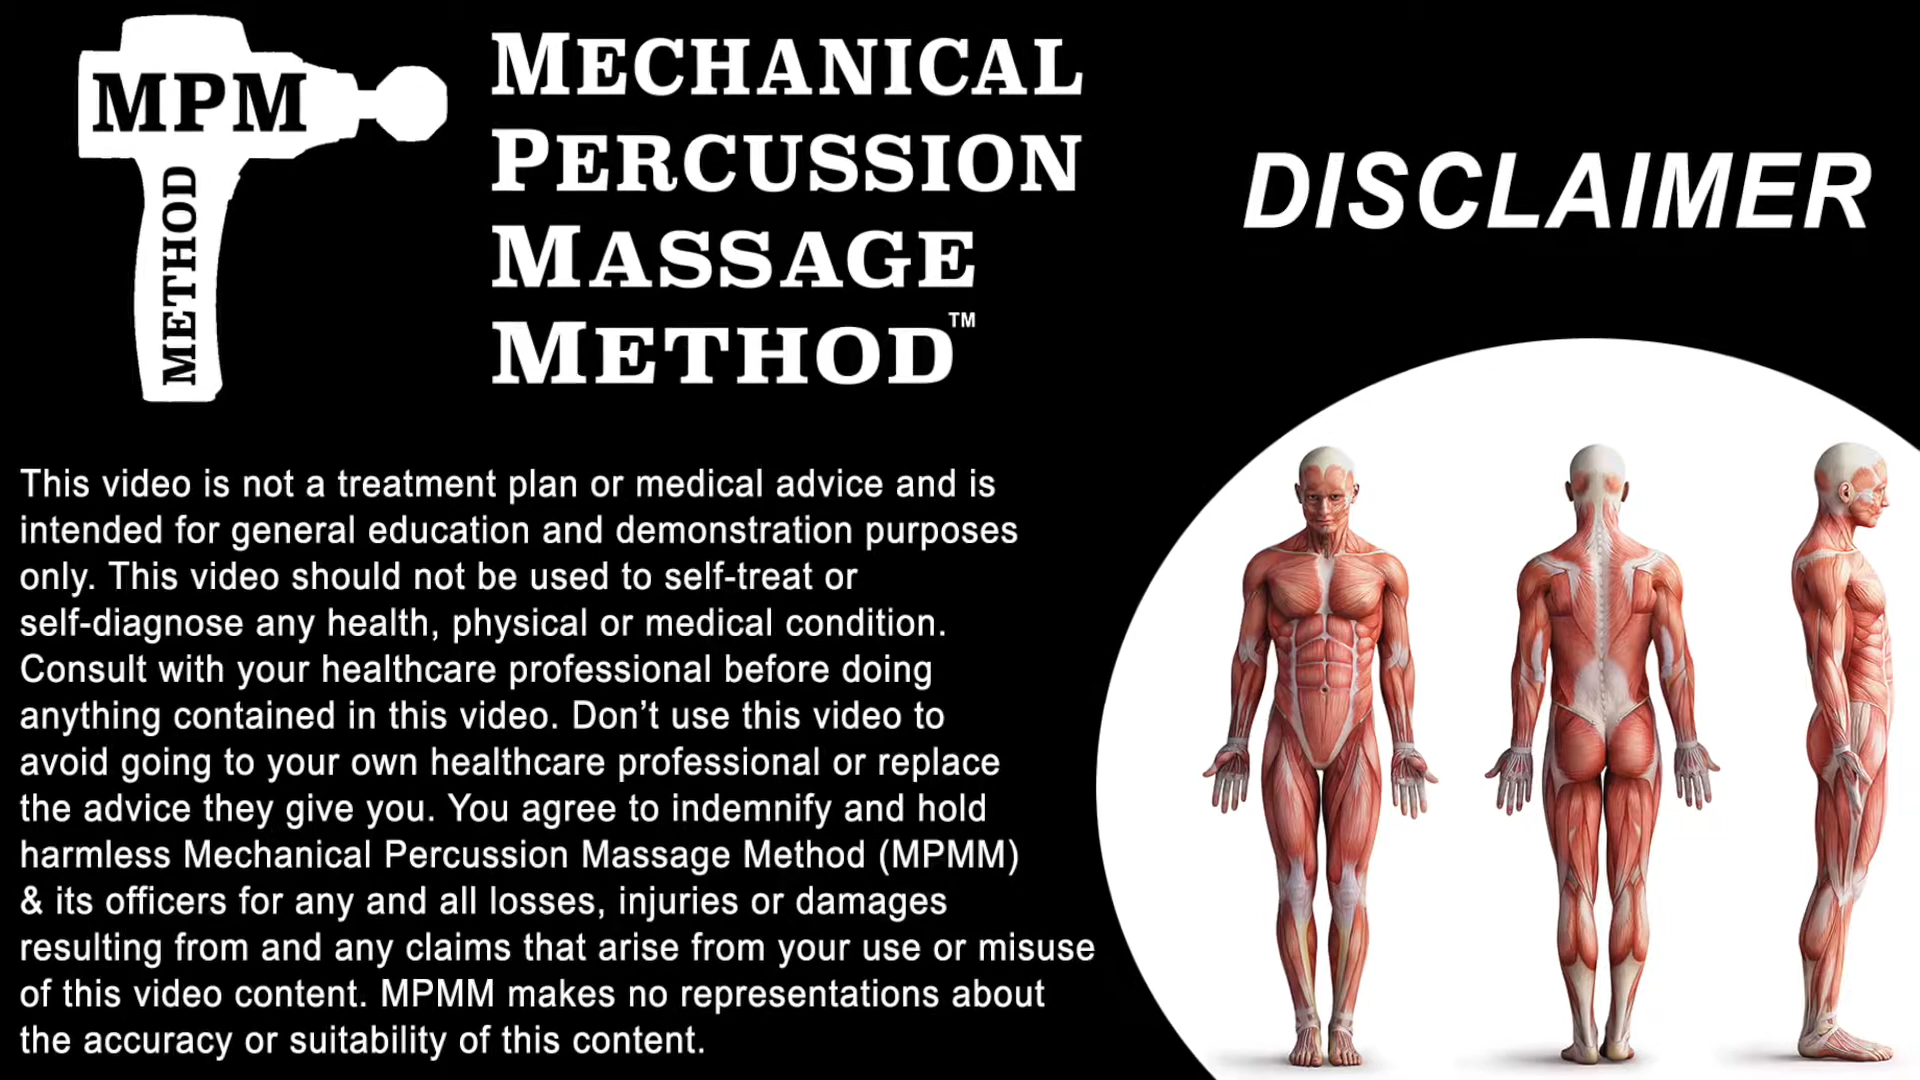 MPM
METHOD
MECHANICAL
PERCUSSION
MASSAGE
METHOD™
DISCLAIMER
This video is not a treatment plan or medical advice and is
intended for general education and demonstration purposes
only. This video should not be used to self-treat or
self-diagnose any health, physical or medical condition.
Consult with your healthcare professional before doing
anything contained in this video. Don’t use this video to
avoid going to your own healthcare professional or replace
the advice they give you. You agree to indemnify and hold
harmless Mechanical Percussion Massage Method (MPMM)
& its officers for any and all losses, injuries or damages
resulting from and any claims that arise from your use or misuse
of this video content. MPMM makes no representations about
the accuracy or suitability of this content.